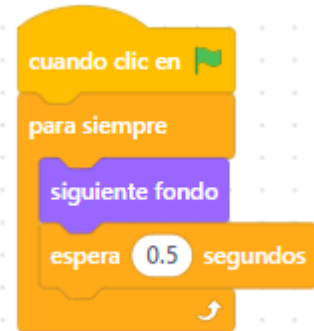 cuando clic en
para siempre
siguiente fondo
espera 0.5 segundos